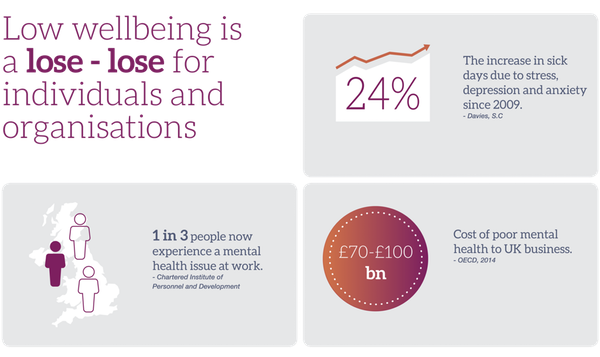 Low wellbeing is
a lose - lose for
individuals and
organisations
24%
The increase in sick
days due to stress,
depression and anxiety
since 2009.
- Davies, S.C
1 in 3 people now
experience a mental
health issue at work.
- Chartered Institute of
Personnel and Development
£70-£100
bn
Cost of poor mental
health to UK business.
- OECD, 2014